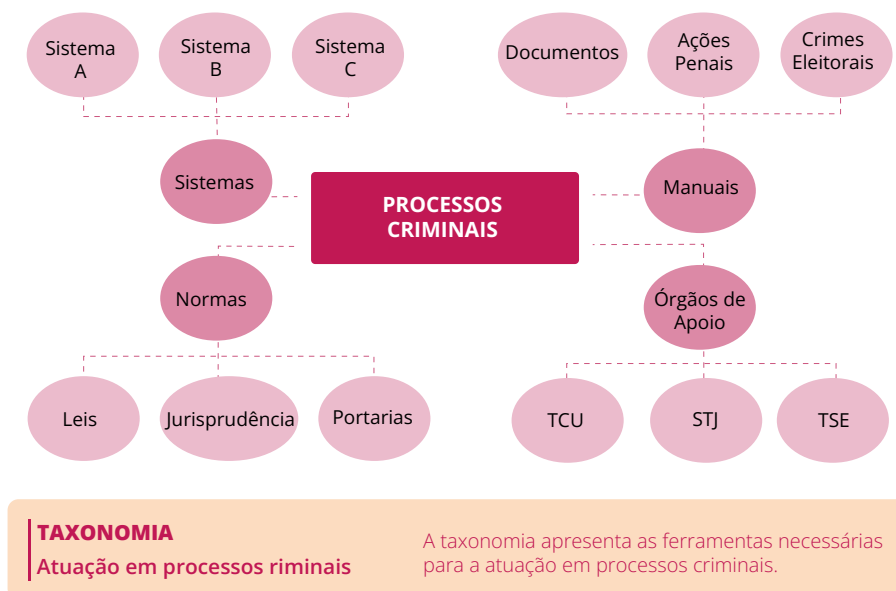 Sistema
A
Sistema
B
Sistema
C
Sistemas
Documentos
Ações
Penais
Crimes
Eleitorais
Manuais
PROCESSOS
CRIMINAIS
Normas
Leis
Jurisprudência
Portarias
Órgãos de
Apoio
TCU
STJ
TSE
TAXONOMIA
Atuação em processos riminais
A taxonomia apresenta as ferramentas necessárias
para a atuação em processos criminais.